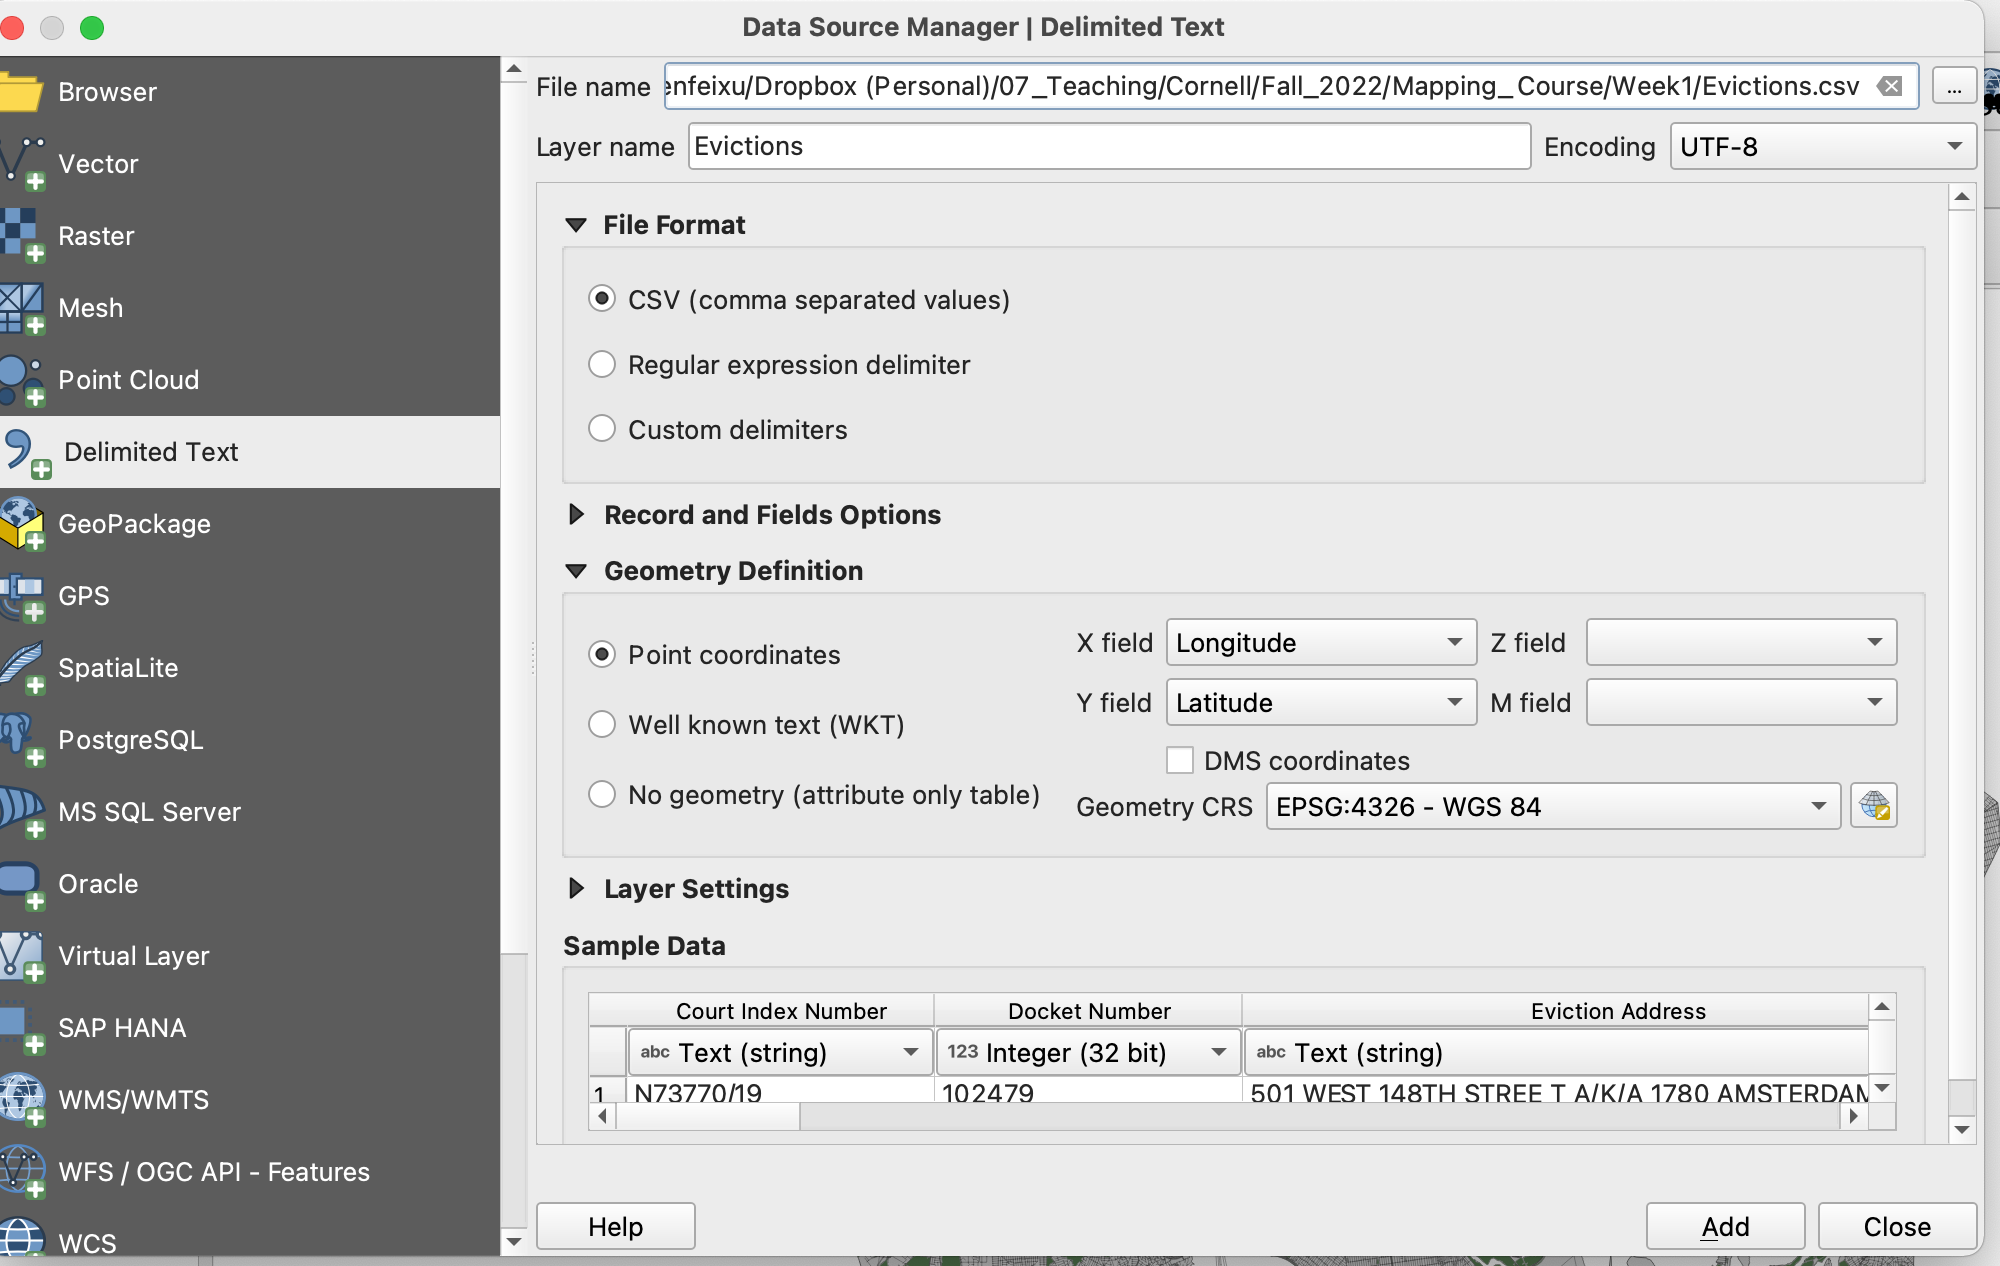 Data Source Manager | Delimited Text
Browser
Vector
Raster
Mesh
Point Cloud
Delimited Text
GeoPackage
GPS
SpatiaLite
PostgreSQL
MS SQL Server
Oracle
Virtual Layer
SAP HANA
WMS/WMTS
WFS / OGC API - Features
WCS
File name enfeixu/Dropbox (Personal)/07_Teaching/Cornell/Fall_2022/Mapping_Course/Week1/Evictions.csv ...
Layer name Evictions Encoding UTF-8
File Format
CSV (comma separated values)
Regular expression delimiter
Custom delimiters
Record and Fields Options
Geometry Definition
Point coordinates
Well known text (WKT)
No geometry (attribute only table)
X field Longitude Z field
Y field Latitude M field
DMS coordinates
Geometry CRS EPSG:4326 - WGS 84
Layer Settings
Sample Data
Court Index Number Docket Number Eviction Address
abc Text (string) 123 Integer (32 bit) abc Text (string)
1 N73770/19 102479 501 WEST 148TH STREE T A/K/A 1780 AMSTERDAM
Help Add Close